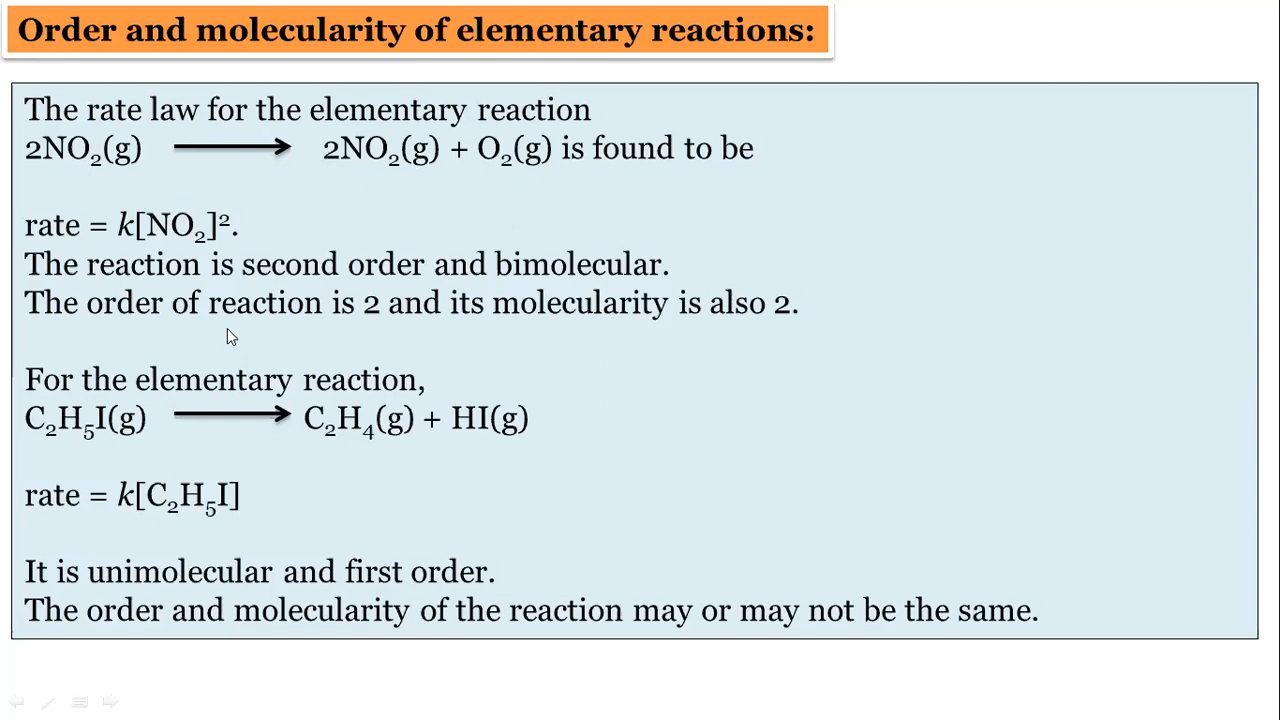 Order and molecularity of elementary reactions:
The rate law for the elementary reaction
2NO₂(g) ⟶ 2NO₂(g) + O₂(g) is found to be
rate = k[NO₂]².
The reaction is second order and bimolecular.
The order of reaction is 2 and its molecularity is also 2.
For the elementary reaction,
C₂H₅I(g) ⟶ C₂H₄(g) + HI(g)
rate = k[C₂H₅I]
It is unimolecular and first order.
The order and molecularity of the reaction may or may not be the same.